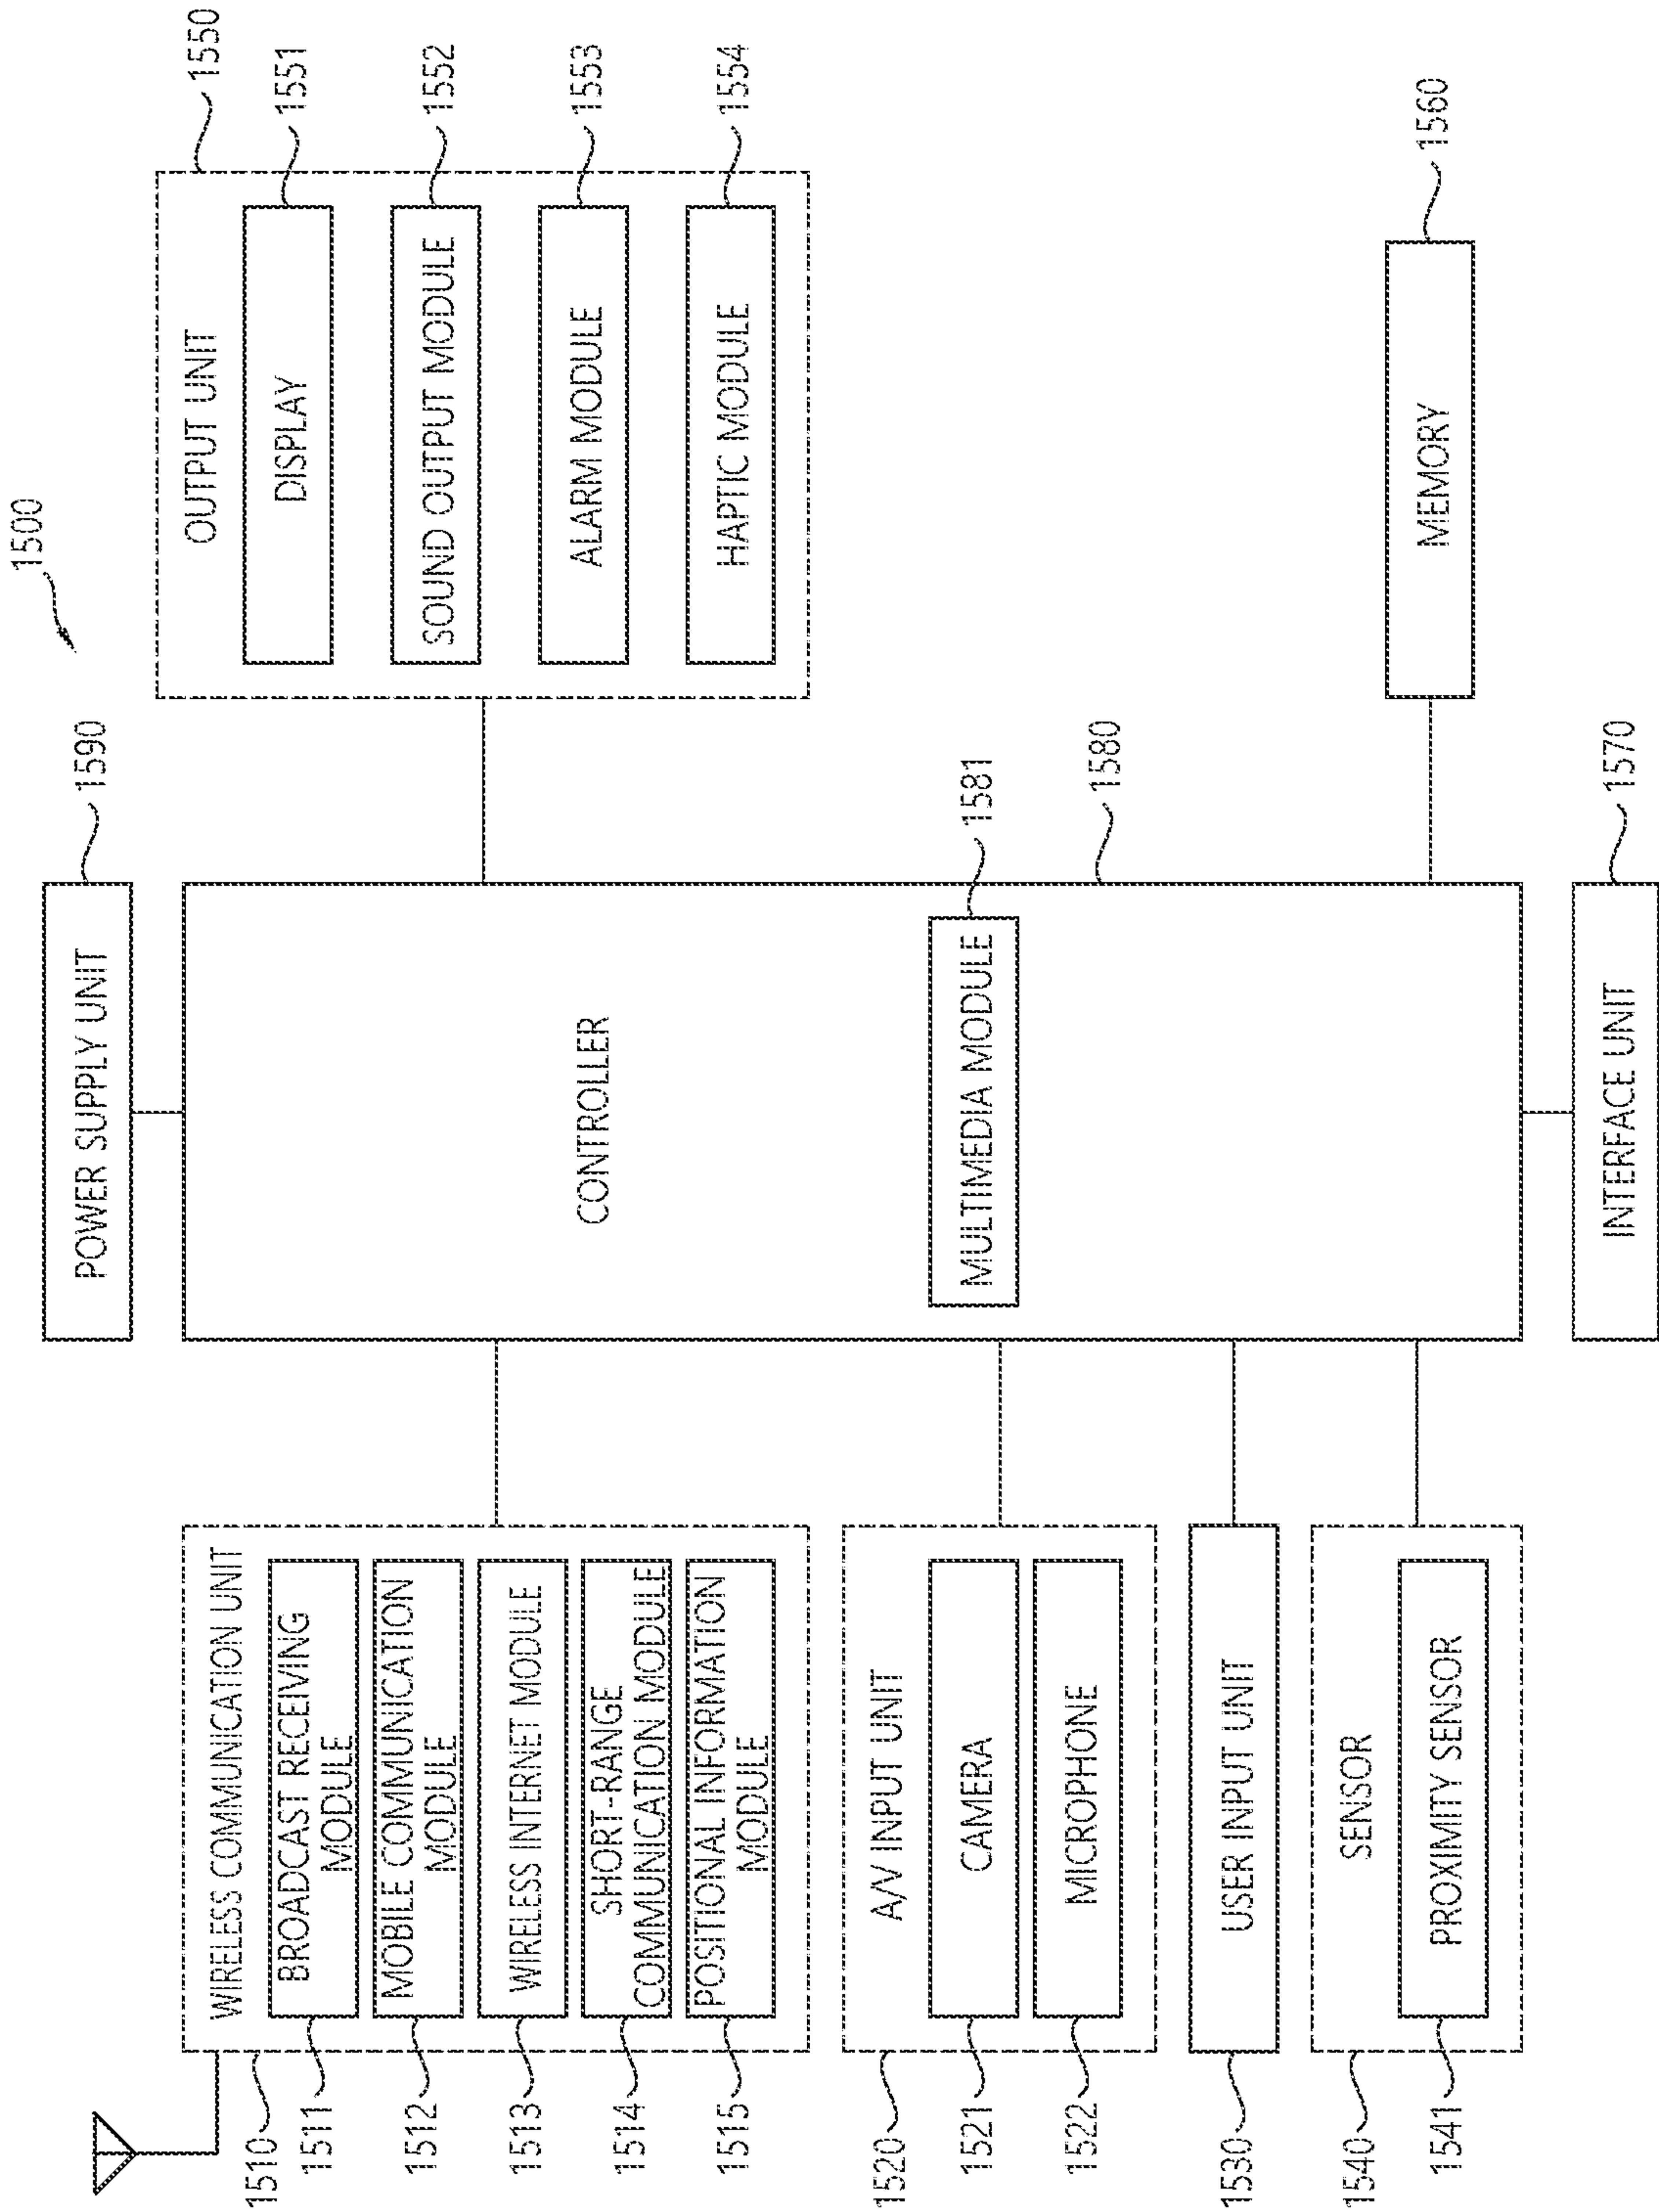 1500
POWER SUPPLY UNIT
1590
1510
WIRELESS COMMUNICATION UNIT
1511
BROADCAST RECEIVING
MODULE
1512
MOBILE COMMUNICATION
MODULE
1513
WIRELESS INTERNET MODULE
1514
SHORT-RANGE
COMMUNICATION MODULE
1515
POSITIONAL INFORMATION
MODULE
1520
A/V INPUT UNIT
1521
CAMERA
1522
MICROPHONE
1530
USER INPUT UNIT
1540
SENSOR
1541
PROXIMITY SENSOR
CONTROLLER
MULTIMEDIA MODULE
1581
1580
INTERFACE UNIT
1570
OUTPUT UNIT
1550
DISPLAY
1551
SOUND OUTPUT MODULE
1552
ALARM MODULE
1553
HAPTIC MODULE
1554
MEMORY
1560